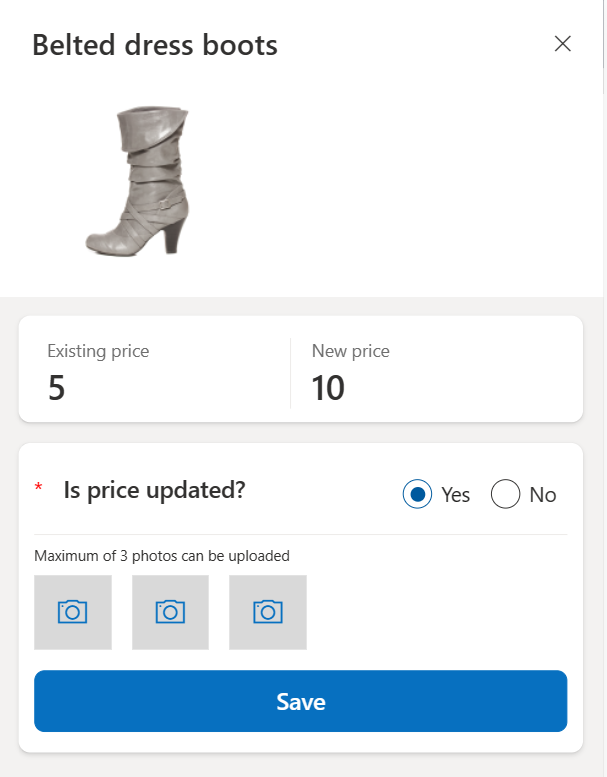 Belted dress boots
Existing price
New price
5
10
* Is price updated?
Yes
No
Maximum of 3 photos can be uploaded
Save